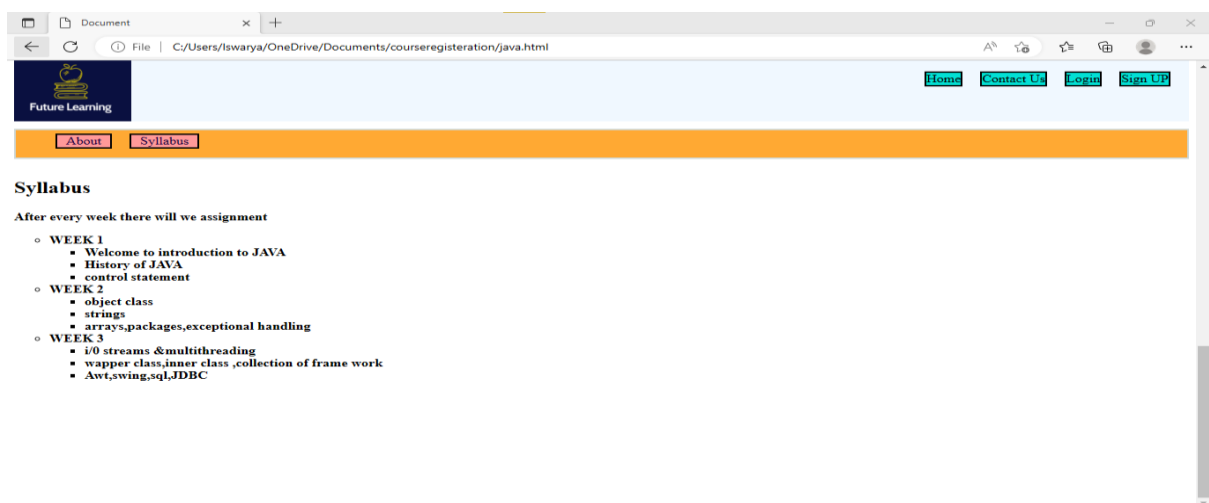 Document
File | C:/Users/Iswarya/OneDrive/Documents/courseregisteration/java.html
Future Learning
Home Contact Us Login Sign UP
About Syllabus
Syllabus
After every week there will we assignment
WEEK 1
Welcome to introduction to JAVA
History of JAVA
control statement
WEEK 2
object class
strings
arrays,packages,exceptional handling
WEEK 3
i/0 streams &multithreading
wapper class,inner class ,collection of frame work
Awt,swing,sql,JDBC